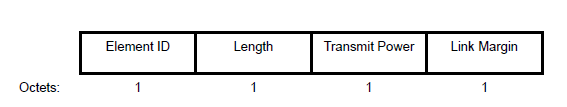 Element ID Length Transmit Power Link Margin
Octets: 1 1 1 1